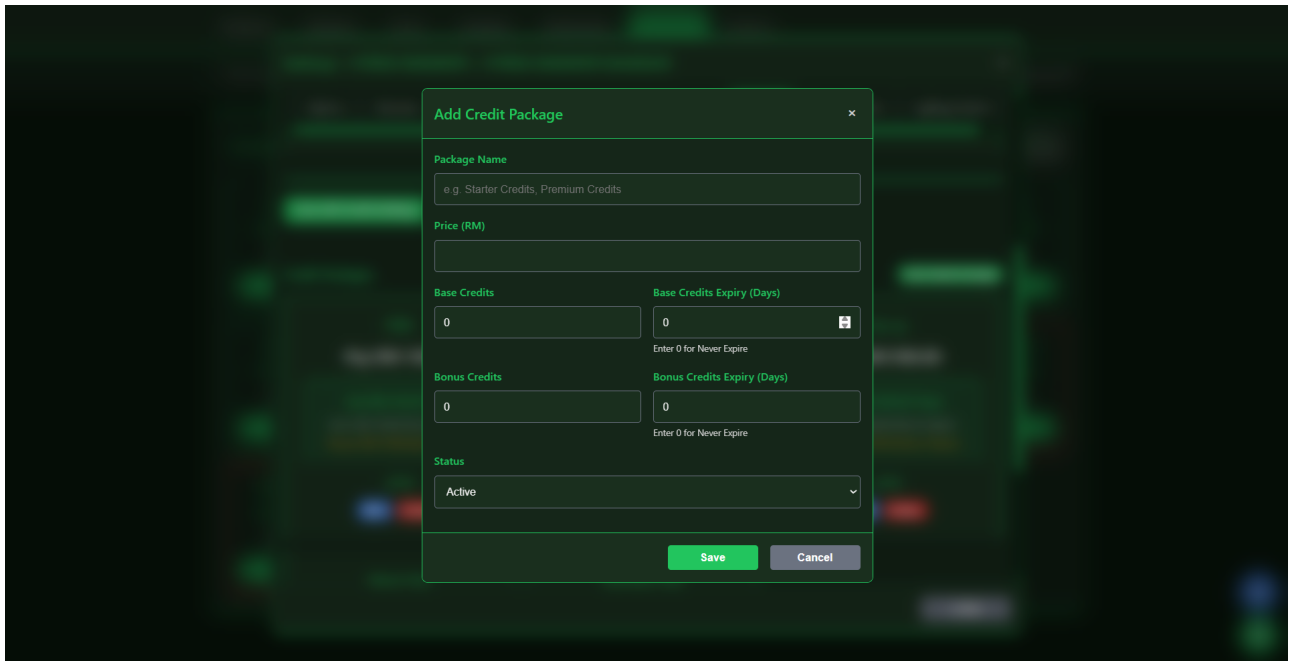 Add Credit Package ×
Package Name
e.g. Starter Credits, Premium Credits
Price (RM)
Base Credits Base Credits Expiry (Days)
0 0
Enter 0 for Never Expire
Bonus Credits Bonus Credits Expiry (Days)
0 0
Enter 0 for Never Expire
Status
Active
Save Cancel